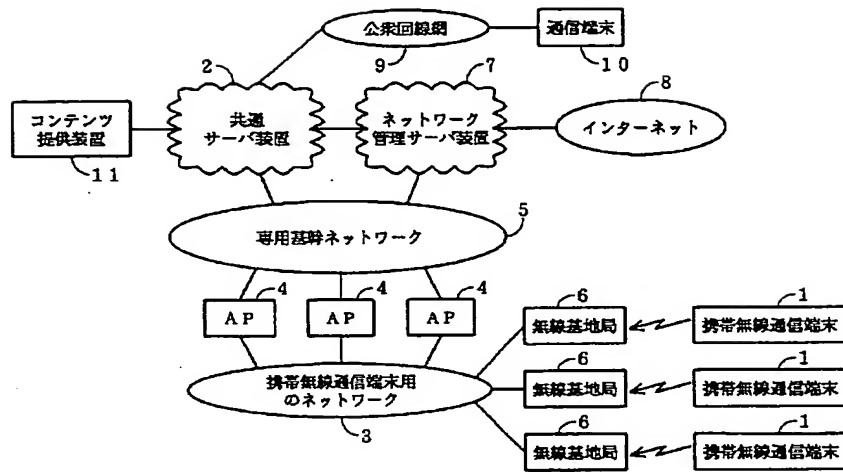 公衆回線網
通信端末
9
10
2
7
8
コンテンツ
提供装置
11
共通
サーバ装置
ネットワーク
管理サーバ装置
インターネット
5
専用基幹ネットワーク
4
4
4
AP
AP
AP
6
1
無線基地局
携帯無線通信端末
6
1
無線基地局
携帯無線通信端末
6
1
無線基地局
携帯無線通信端末
携帯無線通信端末用
のネットワーク
3